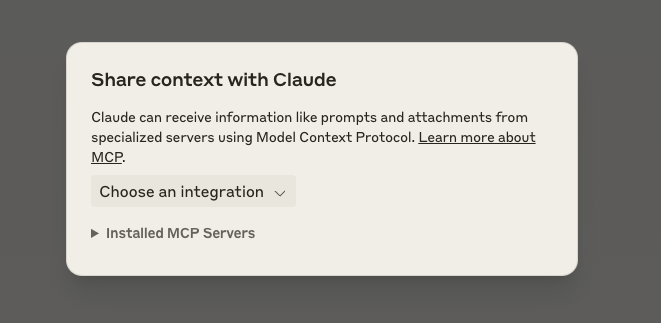 Share context with Claude
Claude can receive information like prompts and attachments from
specialized servers using Model Context Protocol. Learn more about
MCP.
Choose an integration
Installed MCP Servers